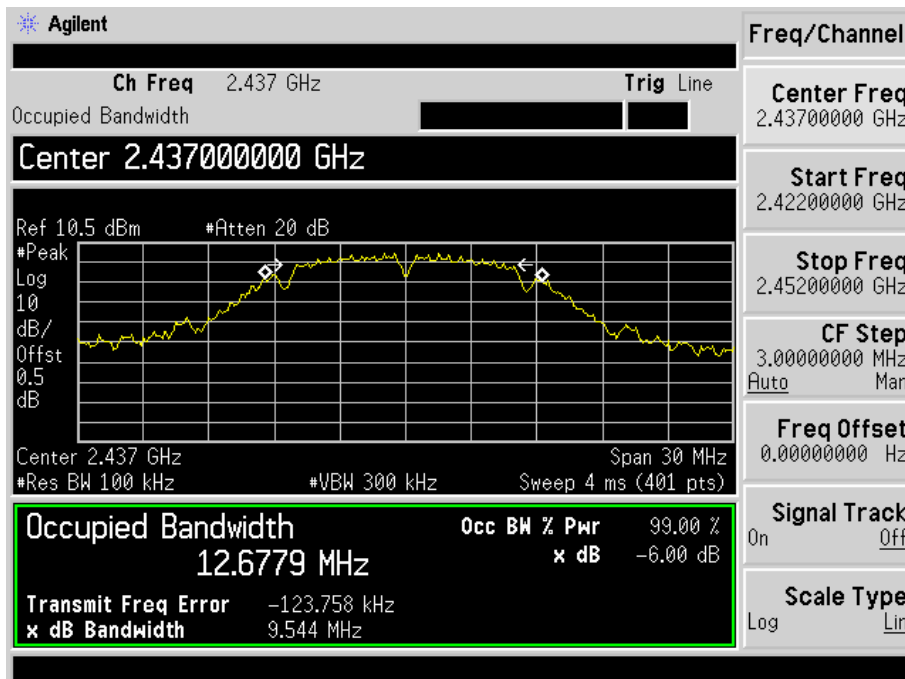 Agilent
Freq/Channel
Ch Freq 2.437 GHz Trig Line
Occupied Bandwidth
Center 2.437000000 GHz
Ref 10.5 dBm #Atten 20 dB
#Peak
Log
10
dB/
Offst
0.5
dB
Center 2.437 GHz Span 30 MHz
#Res BW 100 kHz #VBW 300 kHz Sweep 4 ms (401 pts)
Occupied Bandwidth Occ BW % Pwr 99.00 %
12.6779 MHz x dB -6.00 dB
Transmit Freq Error -123.758 kHz
x dB Bandwidth 9.544 MHz
Center Freq
2.43700000 GHz
Start Freq
2.42200000 GHz
Stop Freq
2.45200000 GHz
CF Step
3.00000000 MHz
Auto Man
Freq Offset
0.00000000 Hz
Signal Track
On Off
Scale Type
Log Lin